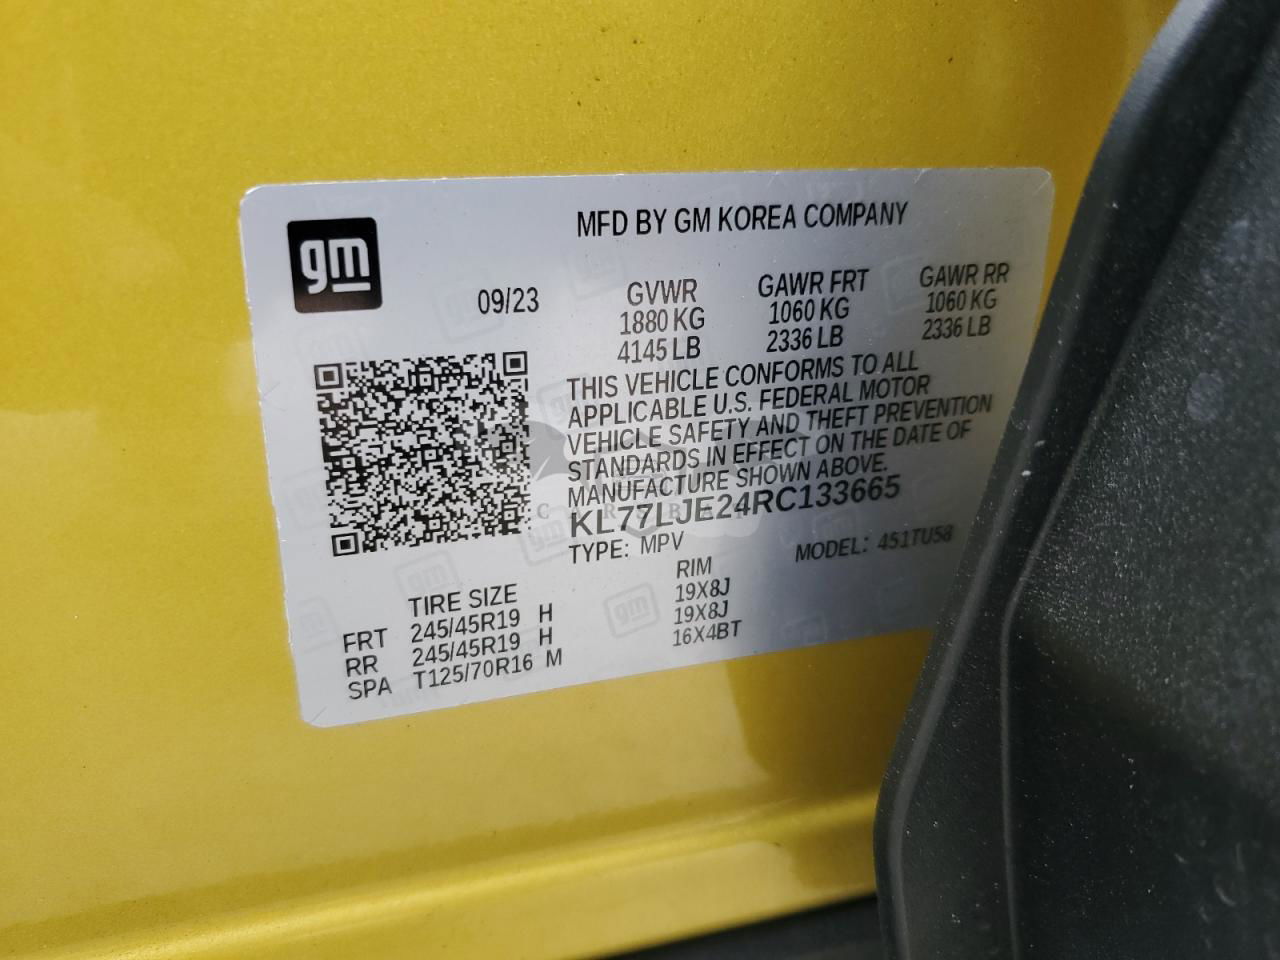 gm
MFD BY GM KOREA COMPANY
09/23
GVWR GAWR FRT GAWR RR
1880 KG 1060 KG 1060 KG
4145 LB 2336 LB 2336 LB
THIS VEHICLE CONFORMS TO ALL
APPLICABLE U.S. FEDERAL MOTOR
VEHICLE SAFETY AND THEFT PREVENTION
STANDARDS IN EFFECT ON THE DATE OF
MANUFACTURE SHOWN ABOVE.
KL77LJE24RC133665
TYPE: MPV MODEL: 451TU58
TIRE SIZE RIM
FRT 245/45R19 H 19X8J
RR 245/45R19 H 19X8J
SPA T125/70R16 M 16X4BT
gm